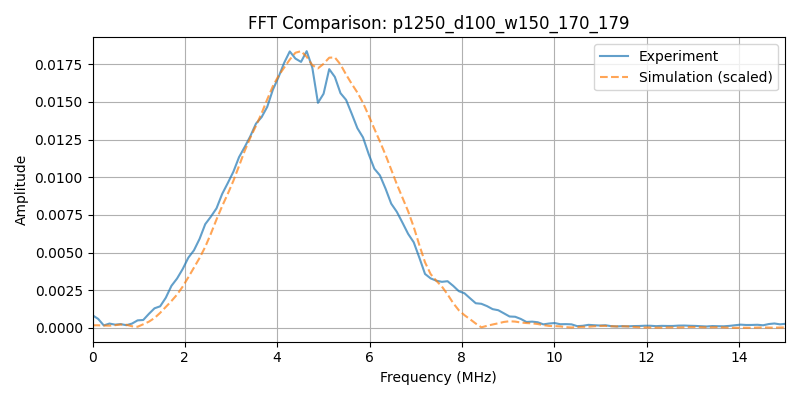 FFT Comparison: p1250_d100_w150_170_179
Experiment
Simulation (scaled)
Amplitude
0.0175
0.0150
0.0125
0.0100
0.0075
0.0050
0.0025
0.0000
0 2 4 6 8 10 12 14
Frequency (MHz)